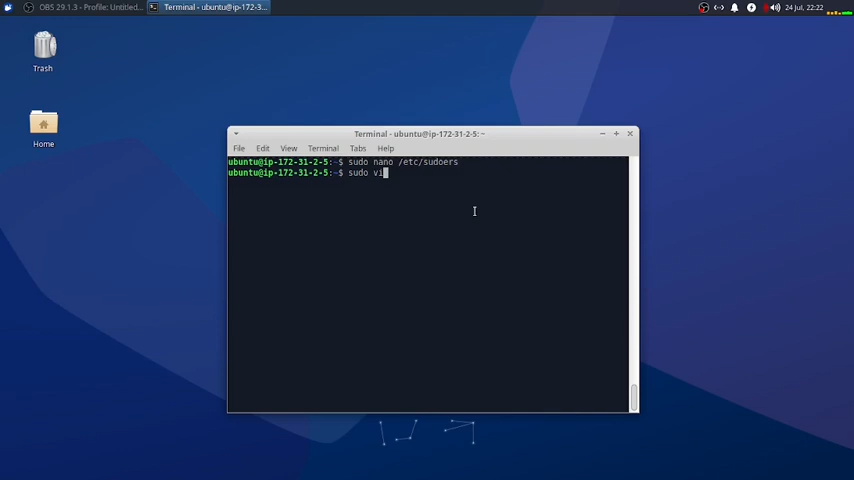 OBS 29.1.3 - Profile: Untitled...
Terminal - ubuntu@ip-172-3...
24 Jul, 22:22
Trash
Home
Terminal - ubuntu@ip-172-31-2-5: ~
File Edit View Terminal Tabs Help
ubuntu@ip-172-31-2-5:~$ sudo nano /etc/sudoers
ubuntu@ip-172-31-2-5:~$ sudo vi